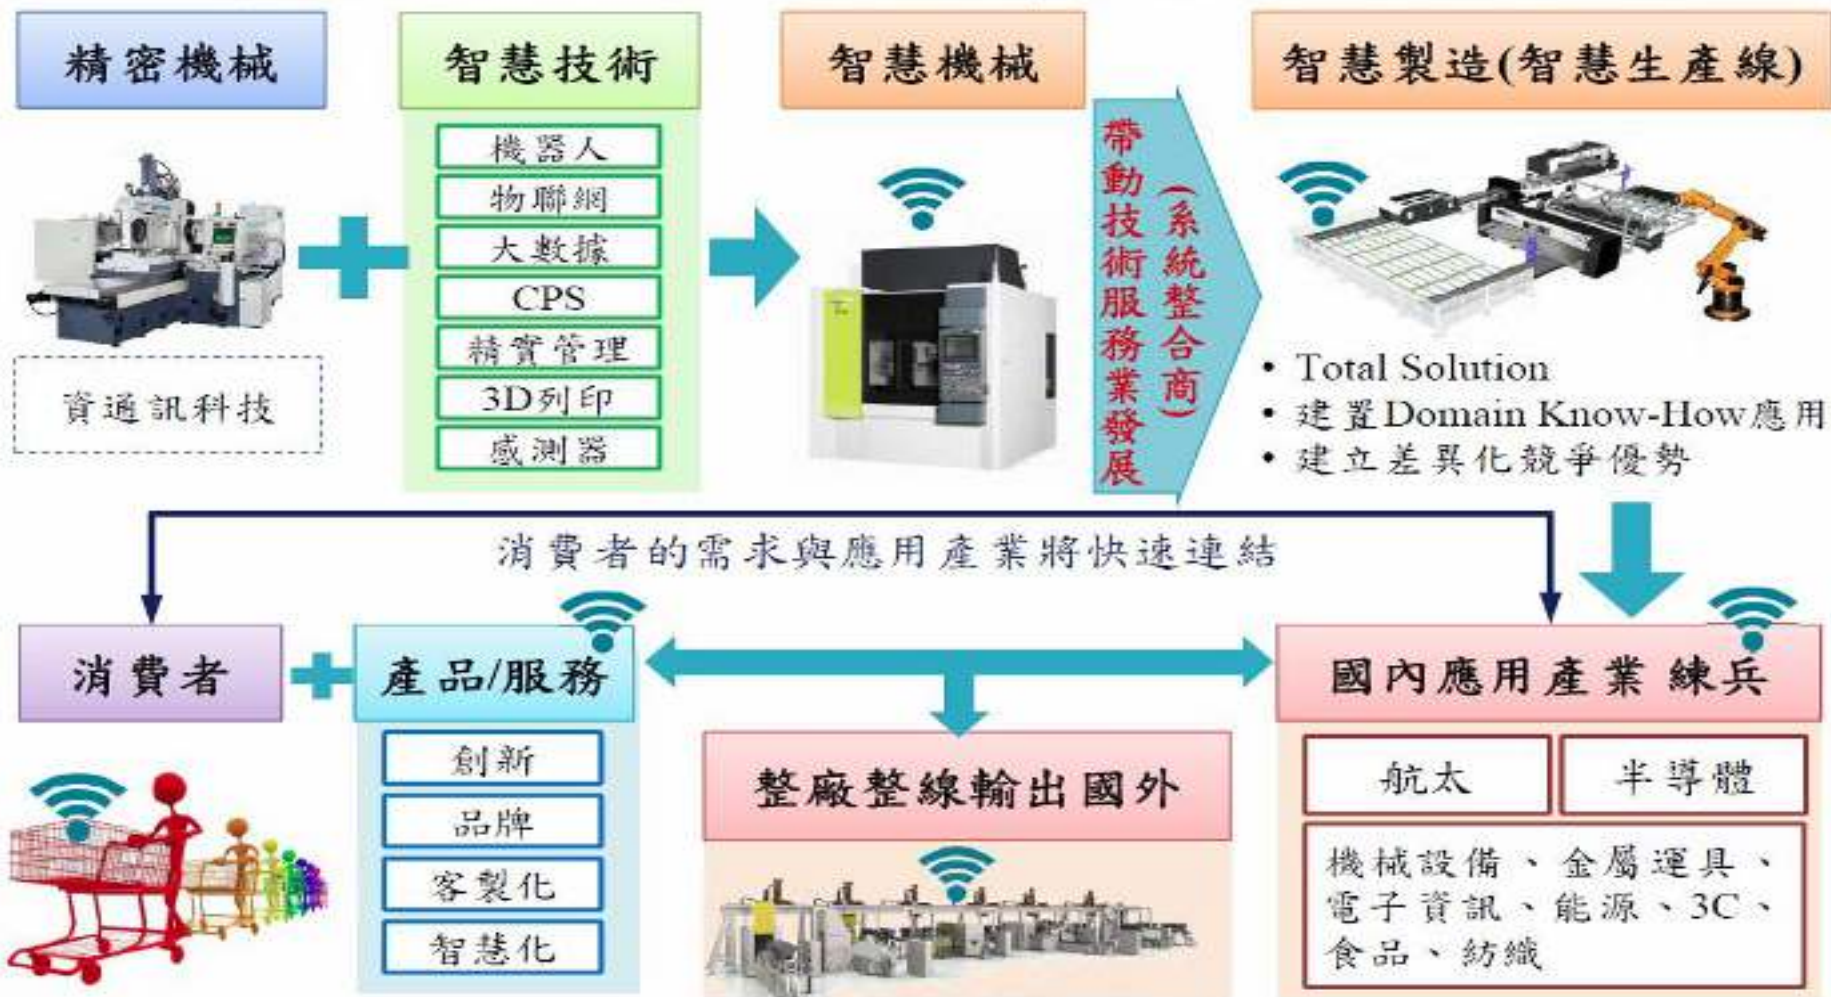 精密機械
智慧技術
智慧機械
智慧製造(智慧生產線)
機器人
物聯網
大數據
CPS
精實管理
3D列印
感測器
資通訊科技
帶動技術服務業發展
(系統整合商)
• Total Solution
• 建置Domain Know-How應用
• 建立差異化競爭優勢
消費者的需求與應用產業將快速連結
消費者
產品/服務
國內應用產業 練兵
創新
品牌
客製化
智慧化
整廠整線輸出國外
航太
半導體
機械設備、金屬運具、
電子資訊、能源、3C、
食品、紡織